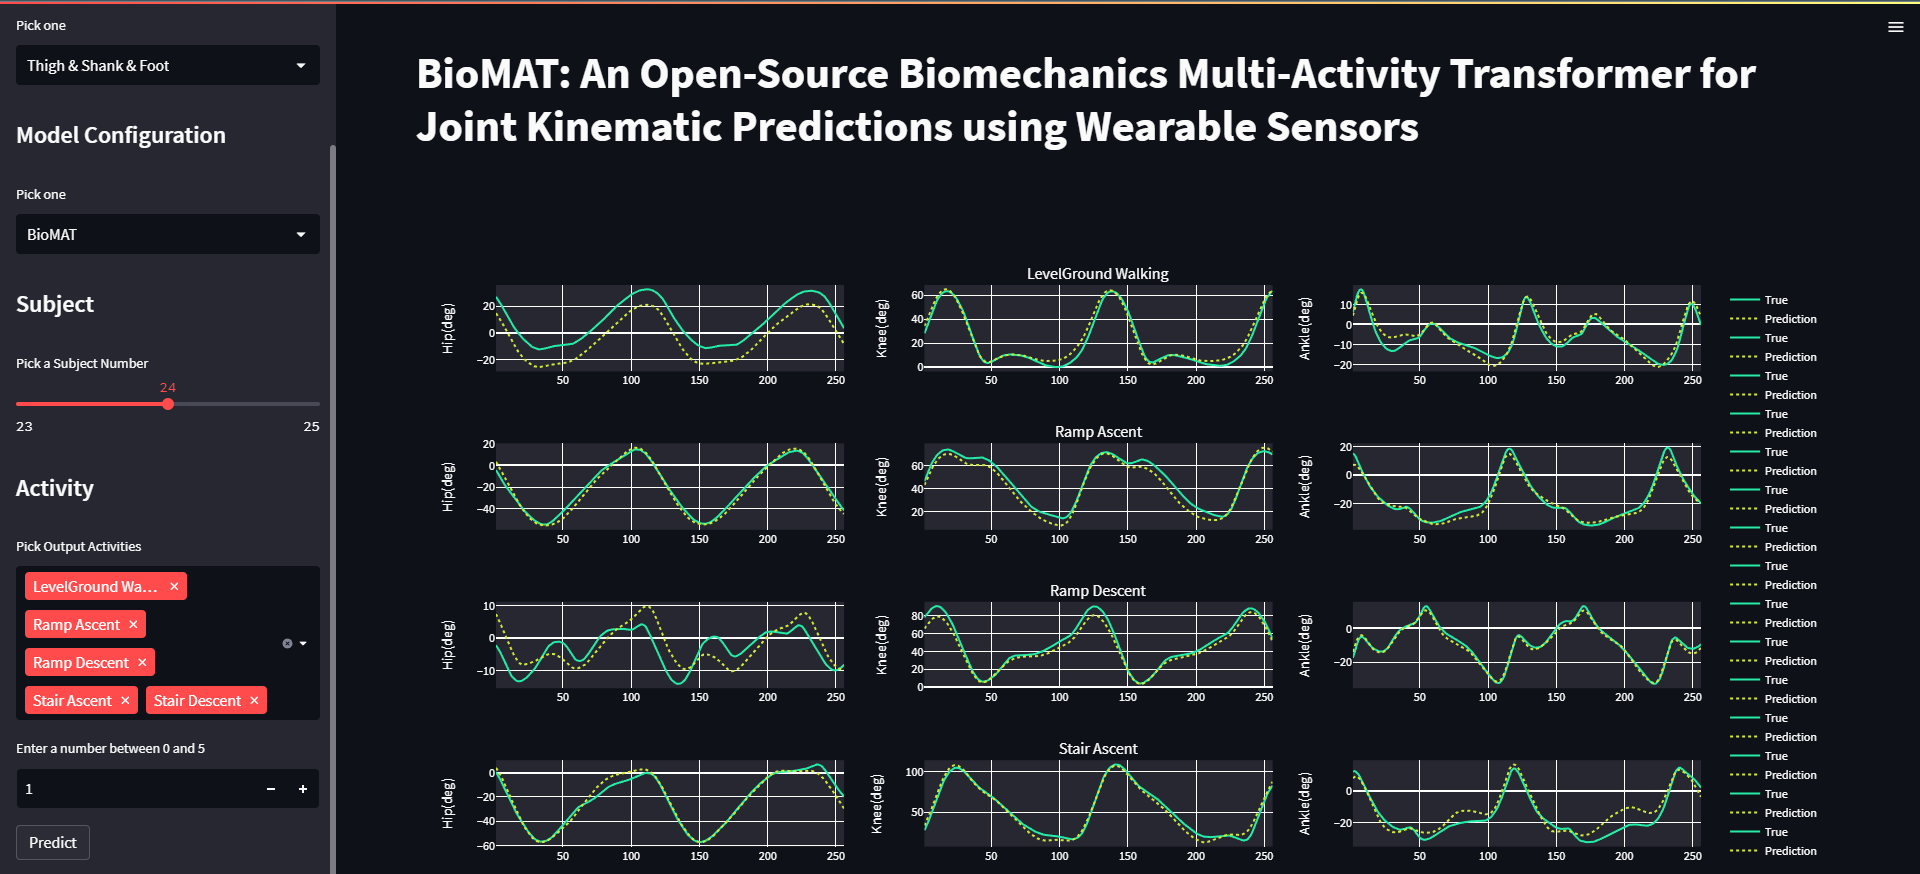 Pick one
Thigh & Shank & Foot
Model Configuration
Pick one
BioMAT
Subject
Pick a Subject Number
24
23 25
Activity
Pick Output Activities
LevelGround Wa...
Ramp Ascent
Ramp Descent
Stair Ascent Stair Descent
Enter a number between 0 and 5
1
Predict
BioMAT: An Open-Source Biomechanics Multi-Activity Transformer for
Joint Kinematic Predictions using Wearable Sensors
LevelGround Walking
Hip(deg)
20
0
−20
50 100 150 200 250
Knee(deg)
60
40
20
0
50 100 150 200 250
Ankle(deg)
10
0
−10
−20
50 100 150 200 250
Ramp Ascent
Hip(deg)
20
0
−20
−40
50 100 150 200 250
Knee(deg)
60
40
20
50 100 150 200 250
Ankle(deg)
20
0
−20
50 100 150 200 250
Ramp Descent
Hip(deg)
10
0
−10
50 100 150 200 250
Knee(deg)
80
60
40
20
0
50 100 150 200 250
Ankle(deg)
0
−20
50 100 150 200 250
Stair Ascent
Hip(deg)
0
−20
−40
−60
50 100 150 200 250
Knee(deg)
100
50
50 100 150 200 250
Ankle(deg)
0
−20
50 100 150 200 250
True
Prediction
True
Prediction
True
Prediction
True
Prediction
True
Prediction
True
Prediction
True
Prediction
True
Prediction
True
Prediction
True
Prediction
True
Prediction
True
Prediction
True
Prediction
True
Prediction
True
Prediction